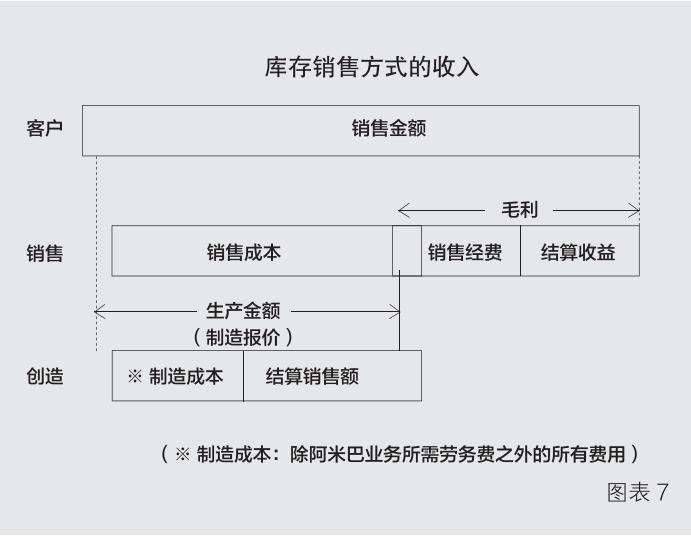 库存销售方式的收入
客户
销售金额
毛利
销售
销售成本
销售经费
结算收益
生产金额
（制造报价）
创造
※ 制造成本
结算销售额
（※ 制造成本：除阿米巴业务所需劳务费之外的所有费用）
图表 7